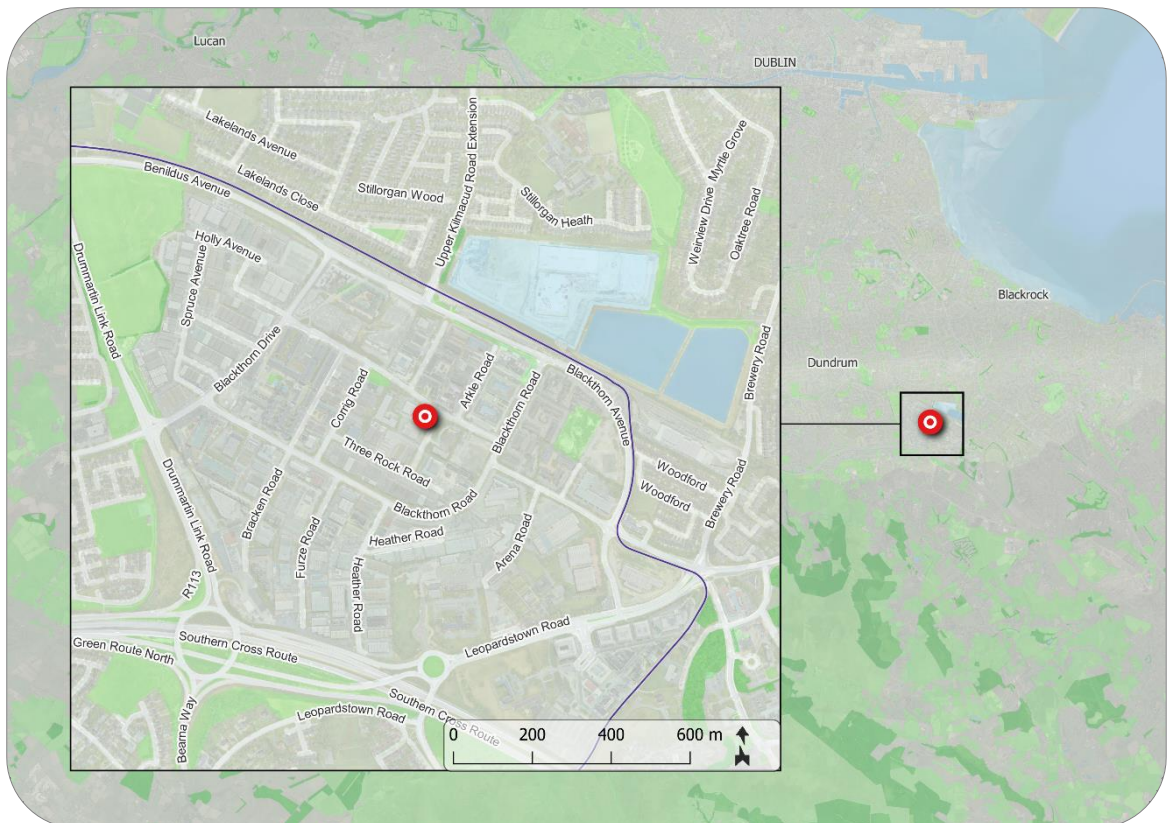 Lucan
DUBLIN
Blackrock
Dundrum
Lakelands Avenue
Upper Kilmacud Road Extension
Myrtle Grove
Benildus Avenue
Lakelands Close
Stillorgan Wood
Stillorgan Heath
Weirview Drive
Oaktree Road
Holly Avenue
Spruce Avenue
Drummartin Link Road
Blackthorn Drive
Corrig Road
Arkle Road
Blackthorn Road
Blackthorn Avenue
Brewery Road
Three Rock Road
Drummartin Link Road
Bracken Road
Blackthorn Road
Woodford
Woodford
Brewery Road
Furze Road
Heather Road
Arena Road
Heather Road
R113
Southern Cross Route
Green Route North
Leopardstown Road
Bearna Way
Leopardstown Road
Southern Cross Route
0 200 400 600 m